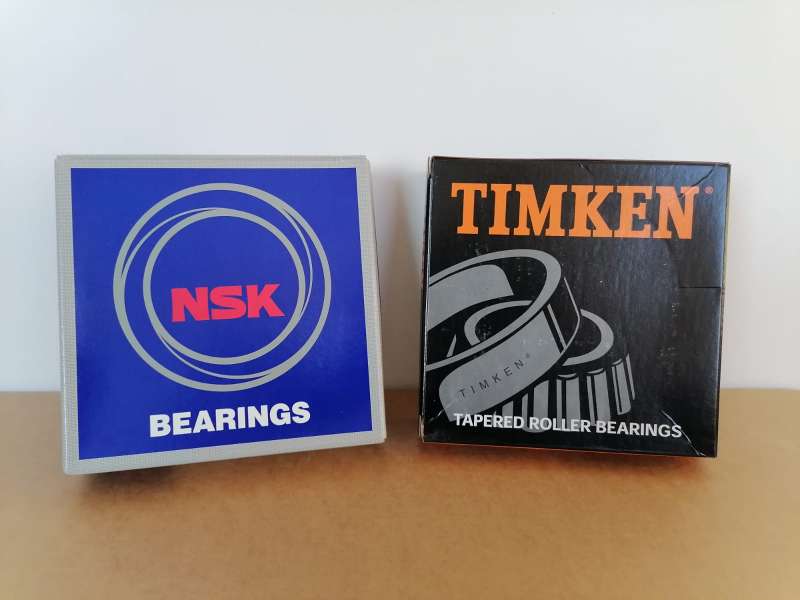 NSK
BEARINGS
TIMKEN®
TIMKEN®
TAPERED ROLLER BEARINGS